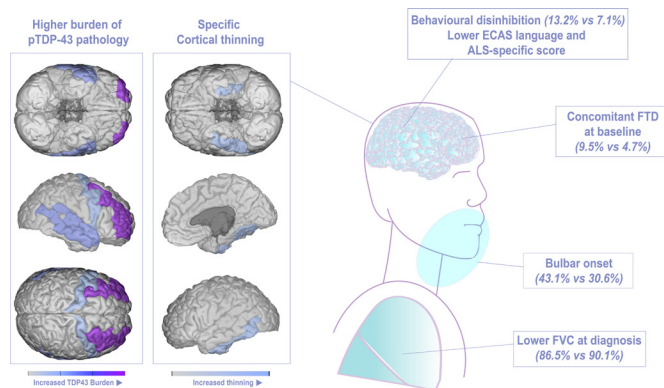 Higher burden of
pTDP-43 pathology
Specific
Cortical thinning
Increased TDP43 Burden ▶
Increased thinning ▶
Behavioural disinhibition (13.2% vs 7.1%)
Lower ECAS language and
ALS-specific score
Concomitant FTD
at baseline
(9.5% vs 4.7%)
Bulbar onset
(43.1% vs 30.6%)
Lower FVC at diagnosis
(86.5% vs 90.1%)